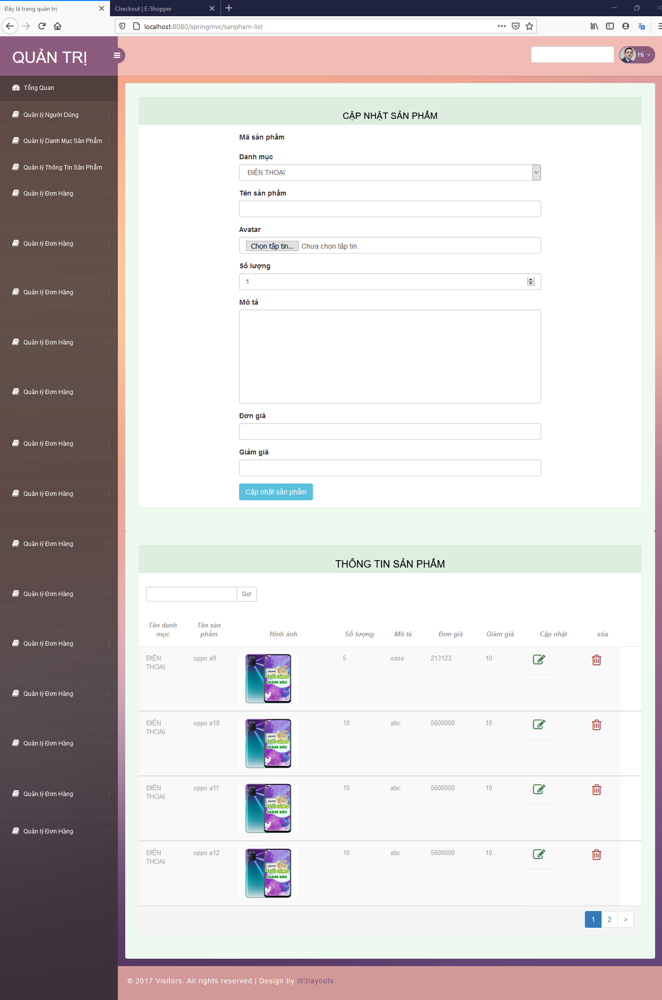 Đây là trang quản trị
Checkout | E-Shopper
localhost:8080/springmvc/sanpham-list
QUẢN TRỊ
Hi
Tổng Quan
Quản lý Người Dùng
Quản lý Danh Mục Sản Phẩm
Quản lý Thông Tin Sản Phẩm
Quản lý Đơn Hàng
Quản lý Đơn Hàng
Quản lý Đơn Hàng
Quản lý Đơn Hàng
Quản lý Đơn Hàng
Quản lý Đơn Hàng
Quản lý Đơn Hàng
Quản lý Đơn Hàng
Quản lý Đơn Hàng
Quản lý Đơn Hàng
Quản lý Đơn Hàng
Quản lý Đơn Hàng
Quản lý Đơn Hàng
Quản lý Đơn Hàng
CẬP NHẬT SẢN PHẨM
Mã sản phẩm
Danh mục
ĐIỆN THOẠI
Tên sản phẩm
Avatar
Chọn tập tin... Chưa chọn tập tin.
Số lượng
1
Mô tả
Đơn giá
Giảm giá
Cập nhật sản phẩm
THÔNG TIN SẢN PHẨM
Go!
Tên danh mục Tên sản phẩm Hình ảnh Số lượng Mô tả Đơn giá Giảm giá Cập nhật xóa
ĐIỆN THOẠI oppo a9 5 xass 213123 10
16
TUỔI VÀNG
GIẢM SỐC
ĐIỆN THOẠI oppo a10 10 abc 5600000 10
16
TUỔI VÀNG
GIẢM SỐC
ĐIỆN THOẠI oppo a11 10 abc 5600000 10
16
TUỔI VÀNG
GIẢM SỐC
ĐIỆN THOẠI oppo a12 10 abc 5600000 10
16
TUỔI VÀNG
GIẢM SỐC
1 2 >
© 2017 Visitors. All rights reserved | Design by W3layouts